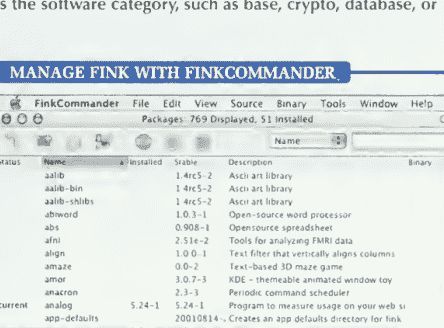 s the software category, such as base, crypto, database, or
MANAGE FINK WITH FINKCOMMANDER
FinkCommander File Edit View Source Binary Tools Window Help
Packages: 769 Displayed, 51 Installed
Name
tatus Name Installed Stable Description Binary
aalib 1.4rc5-2 Ascii art library
aalib-bin 1.4rc5-2 Ascii art library
aalib-shlibs 1.4rc5-2 Ascii art library
abiword 1.0.3-1 Open-source word processor
abs 0.908-1 Opensource spreadsheet
afni 2.51e-2 Tools for analyzing FMRI data
align 1.0.0-1 Text filter that vertically aligns columns
amaze 0.0-2 Text-based 3D maze game
amor 3.0.7-3 KDE - themeable animated window toy
anacron 2.3-3 Periodic command scheduler
urrent analog 5.24-1 5.24-1 Program to measure usage on your web si
app-defaults 20010814-. Creates an app defaults directory for fink